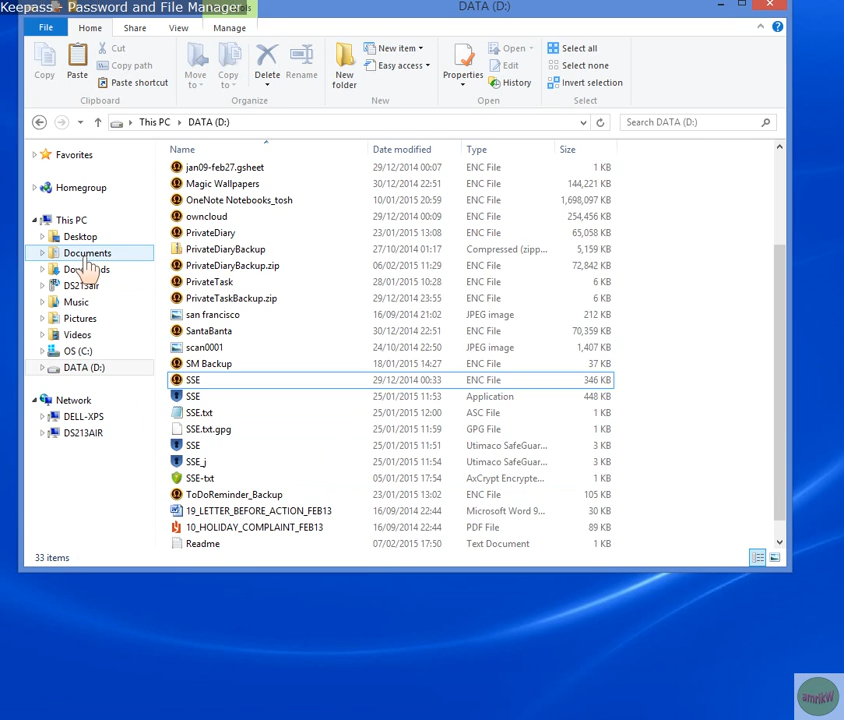 Keepass - Password and File Manager
DATA (D:)
File
Home
Share
View
Manage
Copy
Paste
Cut
Copy path
Paste shortcut
Clipboard
Move to
Copy to
Delete
Rename
Organize
New folder
New item
Easy access
New
Properties
Open
Edit
History
Open
Select all
Select none
Invert selection
Select
This PC
DATA (D:)
Search DATA (D:)
Favorites
Homegroup
This PC
Desktop
Documents
DS213air
Music
Pictures
Videos
OS (C:)
DATA (D:)
Network
DELL-XPS
DS213AIR
Name Date modified Type Size
jan09-feb27.gsheet 29/12/2014 00:07 ENC File 1 KB
Magic Wallpapers 30/12/2014 22:51 ENC File 144,221 KB
OneNote Notebooks_tosh 10/01/2015 20:59 ENC File 1,698,097 KB
owncloud 29/12/2014 00:09 ENC File 254,456 KB
PrivateDiary 23/01/2015 13:08 ENC File 65,058 KB
PrivateDiaryBackup 27/10/2014 01:17 Compressed (zipp... 5,159 KB
PrivateDiaryBackup.zip 06/02/2015 11:29 ENC File 72,842 KB
PrivateTask 28/01/2015 10:28 ENC File 6 KB
PrivateTaskBackup.zip 29/12/2014 23:55 ENC File 6 KB
san francisco 16/09/2014 21:02 JPEG image 212 KB
SantaBanta 30/12/2014 22:51 ENC File 70,359 KB
scan0001 24/10/2014 22:50 JPEG image 1,407 KB
SM Backup 18/01/2015 14:27 ENC File 37 KB
SSE 29/12/2014 00:33 ENC File 346 KB
SSE 25/01/2015 11:53 Application 448 KB
SSE.txt 25/01/2015 12:00 ASC File 1 KB
SSE.txt.gpg 25/01/2015 11:59 GPG File 1 KB
SSE 25/01/2015 11:51 Utimaco SafeGuar... 3 KB
SSE_j 25/01/2015 11:54 Utimaco SafeGuar... 3 KB
SSE-txt 05/01/2015 17:54 AxCrypt Encrypte... 1 KB
ToDoReminder_Backup 23/01/2015 13:02 ENC File 105 KB
19_LETTER_BEFORE_ACTION_FEB13 16/09/2014 22:44 Microsoft Word 9... 30 KB
10_HOLIDAY_COMPLAINT_FEB13 16/09/2014 22:44 PDF File 89 KB
Readme 07/02/2015 17:50 Text Document 1 KB
33 items
amrikW